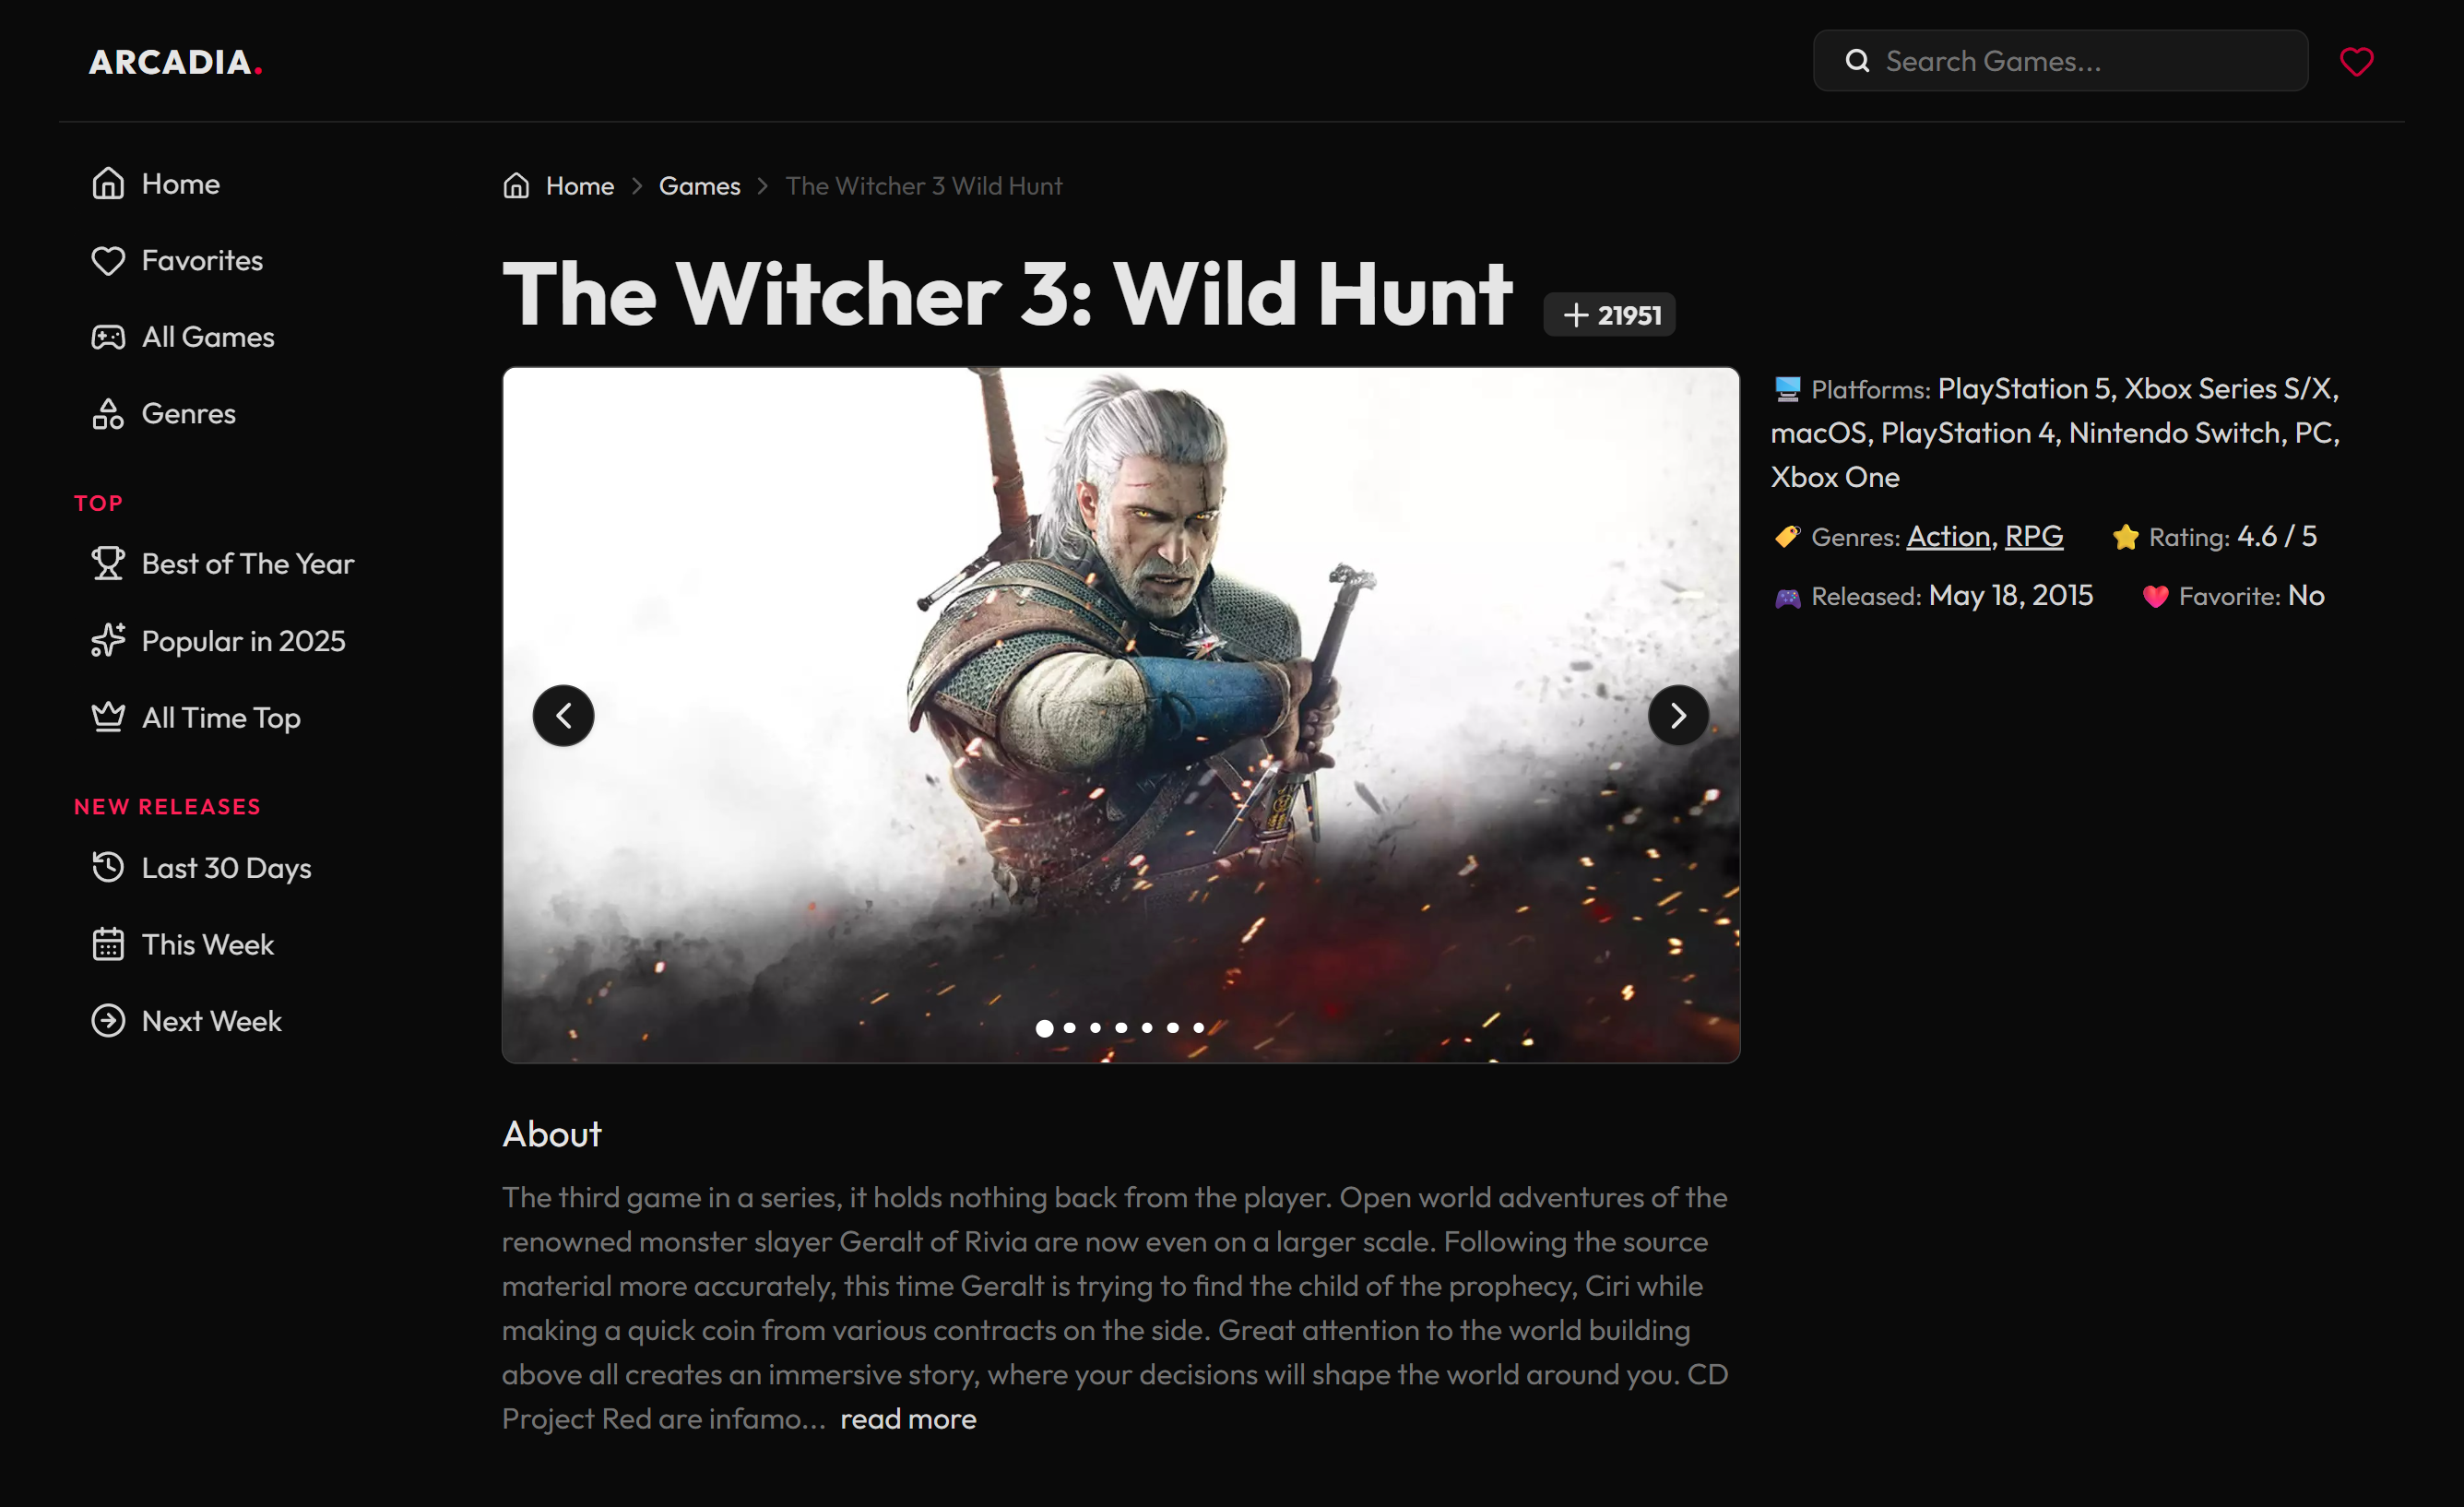 ARCADIA.
Search Games...
Home
Favorites
All Games
Genres
TOP
Best of The Year
Popular in 2025
All Time Top
NEW RELEASES
Last 30 Days
This Week
Next Week
Home > Games > The Witcher 3 Wild Hunt
The Witcher 3: Wild Hunt + 21951
Platforms: PlayStation 5, Xbox Series S/X,
macOS, PlayStation 4, Nintendo Switch, PC,
Xbox One
Genres: Action, RPG Rating: 4.6 / 5
Released: May 18, 2015 Favorite: No
About
The third game in a series, it holds nothing back from the player. Open world adventures of the
renowned monster slayer Geralt of Rivia are now even on a larger scale. Following the source
material more accurately, this time Geralt is trying to find the child of the prophecy, Ciri while
making a quick coin from various contracts on the side. Great attention to the world building
above all creates an immersive story, where your decisions will shape the world around you. CD
Project Red are infamo... read more